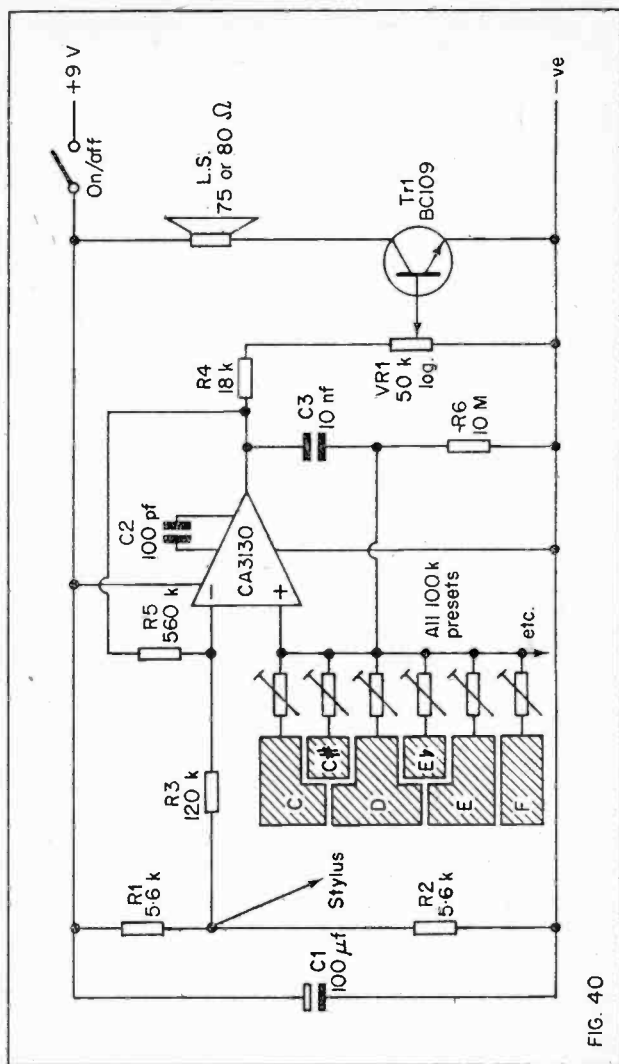 +9 V
On/off
L.S.
75 or 80 Ω
Tr1
BC109
R4
18 k
VR1
50 k
log.
C3
10 nf
R6
10 M
C2
100 pf
CA3130
−
+
R5
560 k
R3
120 k
R1
5·6 k
Stylus
R2
5·6 k
C1
100 μf
All 100 k
presets
etc.
C
C#
D
E♭
E
F
−ve
FIG. 40